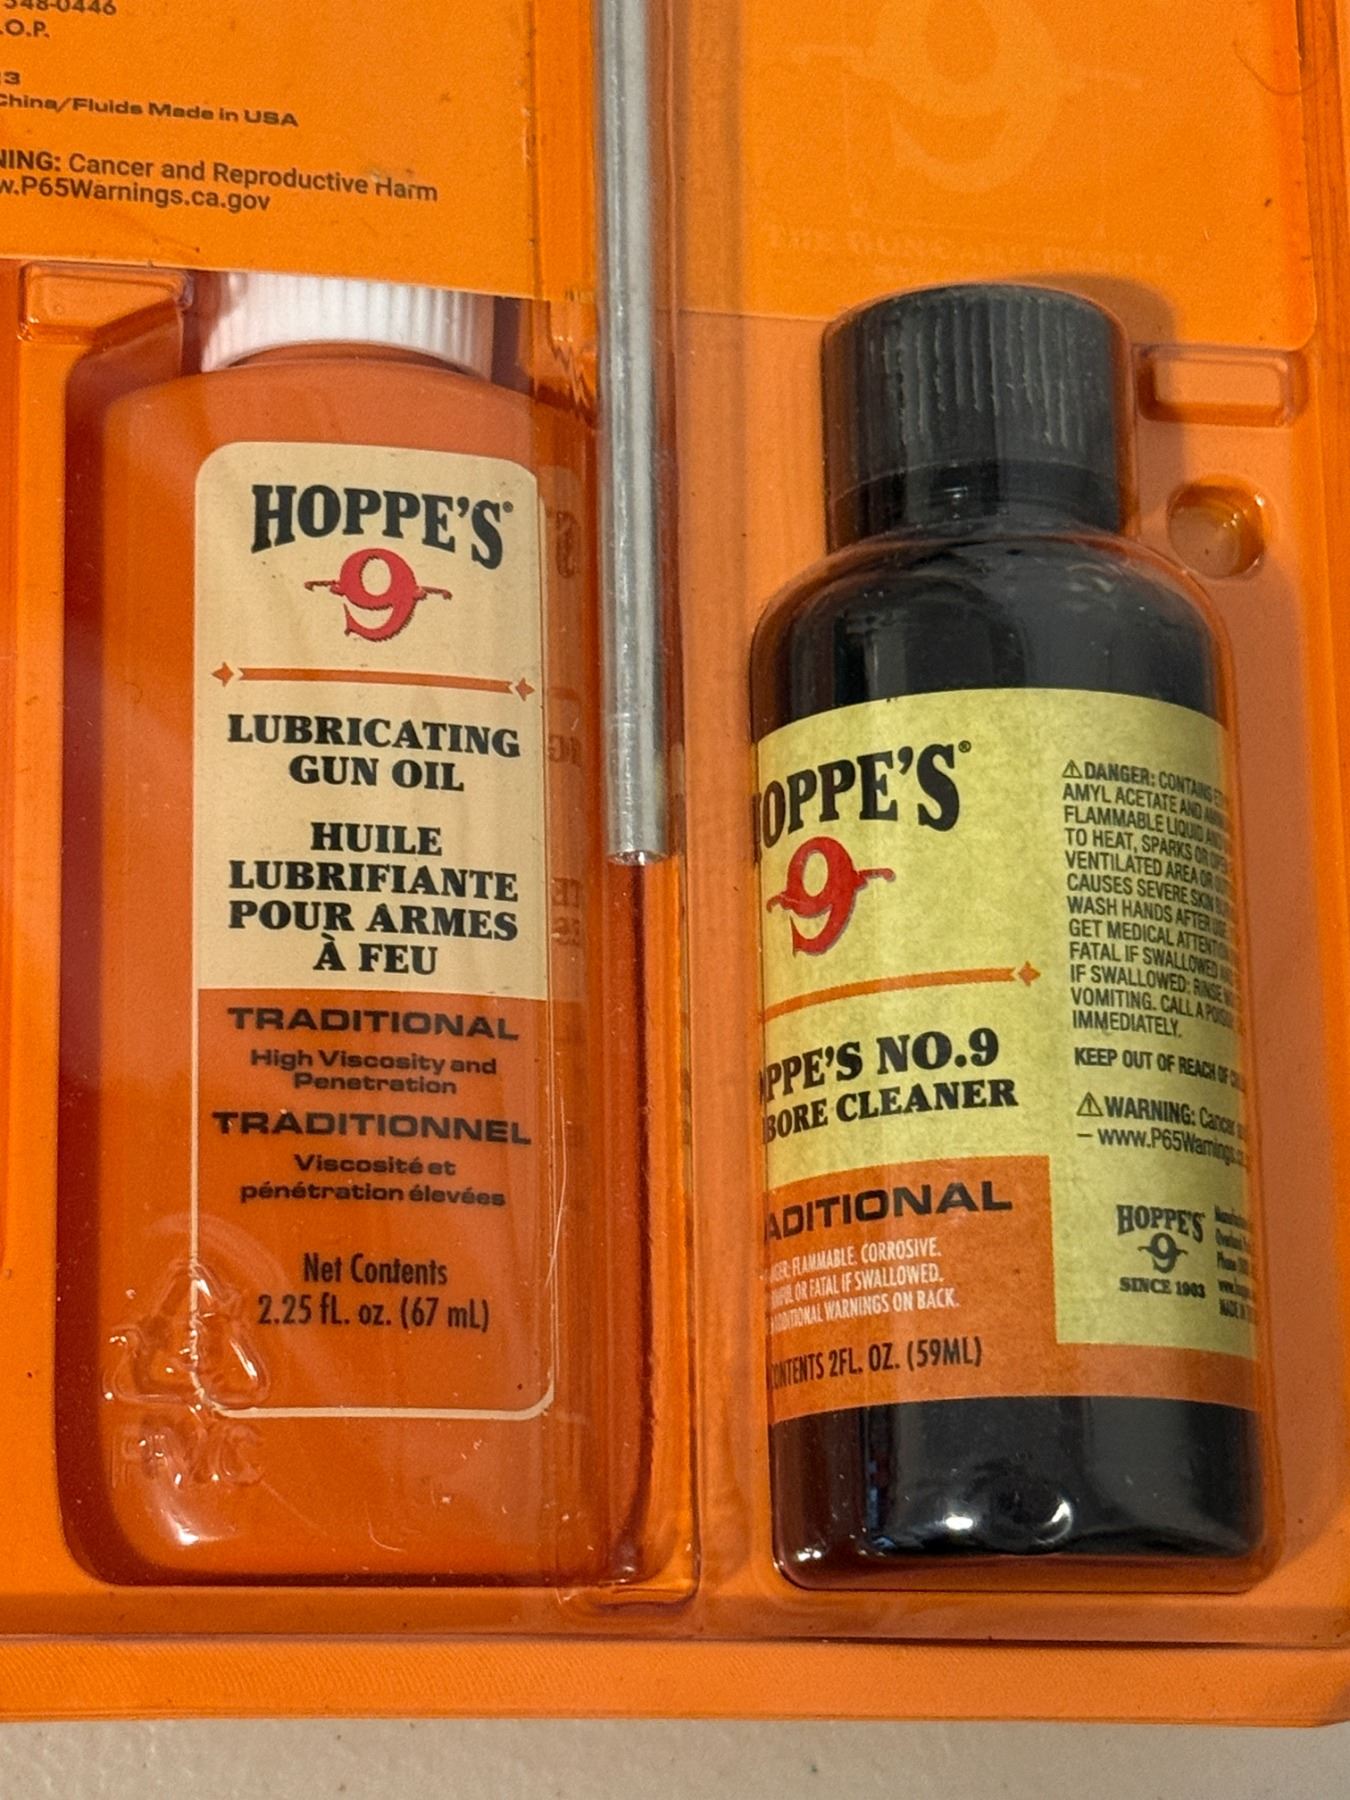 548-0446
.O.P.
China/Fluids Made in USA
Cancer and Reproductive Harm
.P65Warnings.ca.gov
HOPPE'S®
9
LUBRICATING
GUN OIL
HUILE
LUBRIFIANTE
POUR ARMES
À FEU
TRADITIONAL
High Viscosity and
Penetration
TRADITIONNEL
Viscosité et
pénétration élevées
Net Contents
2.25 fL. oz. (67 mL)
OPPE'S®
9
PPE'S NO.9
BORE CLEANER
ADITIONAL
FLAMMABLE. CORROSIVE.
OR FATAL IF SWALLOWED.
ADDITIONAL WARNINGS ON BACK.
ONTENTS 2FL. OZ. (59ML)
⚠DANGER: CONTAINS
AMYL ACETATE AND
FLAMMABLE LIQUID
TO HEAT, SPARKS OR
VENTILATED AREA OR
CAUSES SEVERE SKIN
WASH HANDS AFTER
GET MEDICAL ATTENTION
FATAL IF SWALLOWED
IF SWALLOWED: RINSE
VOMITING. CALL A
IMMEDIATELY.
KEEP OUT OF REACH OF
⚠WARNING: Cancer
– www.P65Warnings.
HOPPE'S
9
SINCE 1903